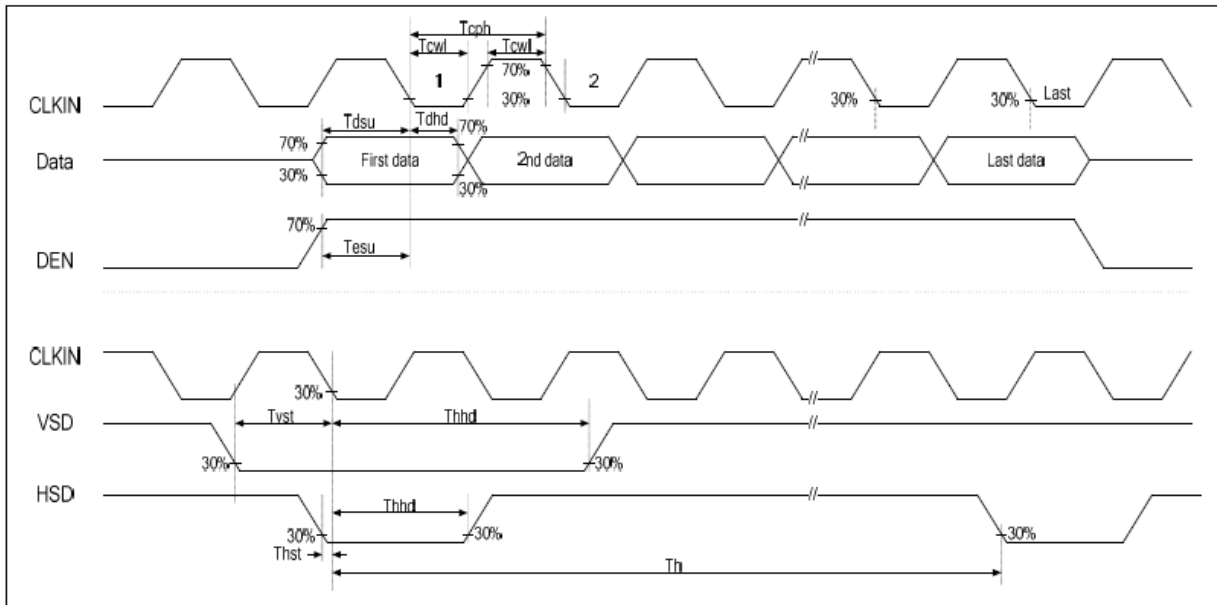 Tcph
Tcwl Tcwl
1 70% 2
CLKIN 30% 30% 30% Last
Tdsu Tdhd
70% 70%
Data First data 2nd data Last data
30% 30%
70%
DEN Tesu
CLKIN
30%
VSD Tvst Thhd
30% 30%
HSD
Thhd
30% 30% 30%
Thst
Th